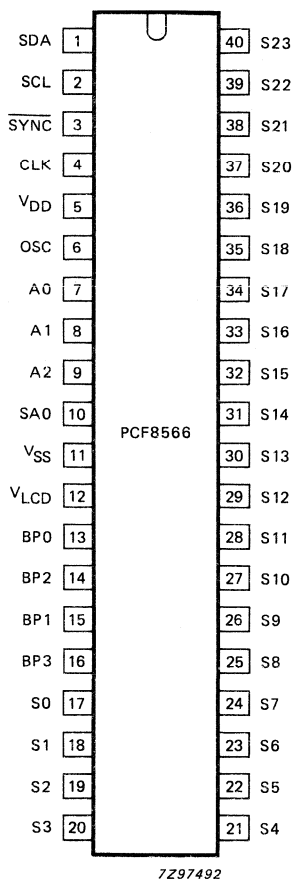 SDA 1 40 S23
SCL 2 39 S22
SYNC 3 38 S21
CLK 4 37 S20
VDD 5 36 S19
OSC 6 35 S18
A0 7 34 S17
A1 8 33 S16
A2 9 32 S15
SA0 10 31 S14
PCF8566
VSS 11 30 S13
VLCD 12 29 S12
BP0 13 28 S11
BP2 14 27 S10
BP1 15 26 S9
BP3 16 25 S8
S0 17 24 S7
S1 18 23 S6
S2 19 22 S5
S3 20 21 S4
7Z97492